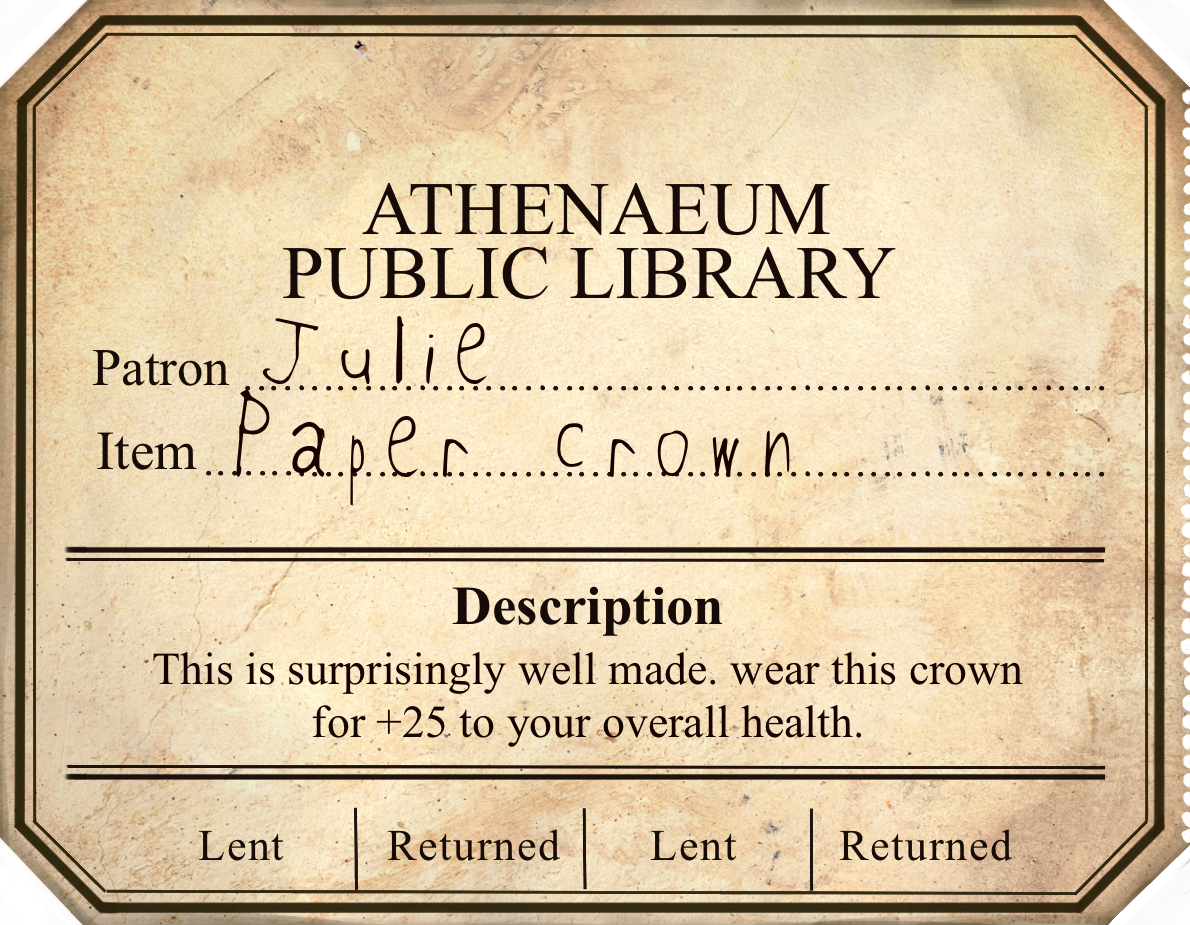 ATHENAEUM
PUBLIC LIBRARY
Patron Julie
Item Paper crown
Description
This is surprisingly well made. wear this crown
for +25 to your overall health.
Lent Returned Lent Returned